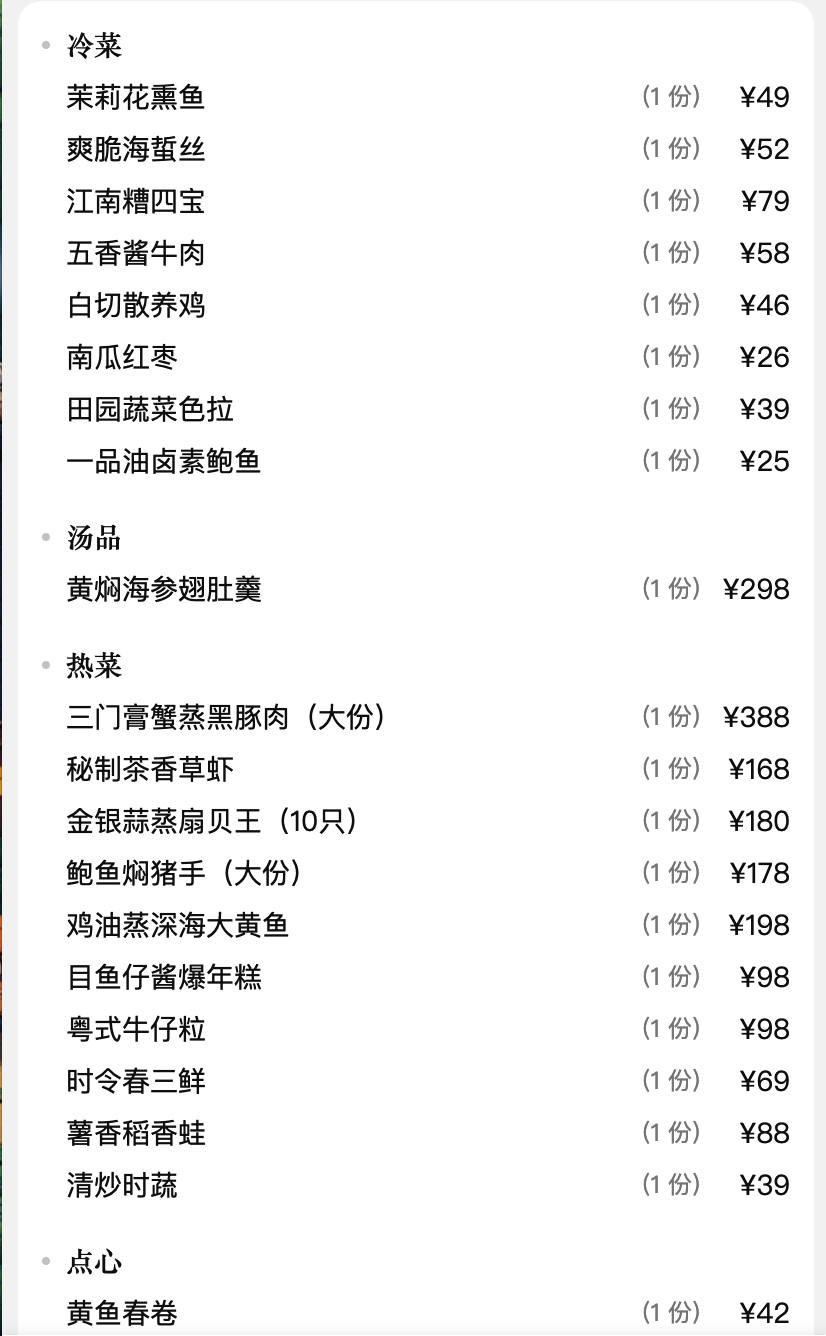 冷菜
茉莉花熏鱼 (1 份) ¥49
爽脆海蜇丝 (1 份) ¥52
江南糟四宝 (1 份) ¥79
五香酱牛肉 (1 份) ¥58
白切散养鸡 (1 份) ¥46
南瓜红枣 (1 份) ¥26
田园蔬菜色拉 (1 份) ¥39
一品油卤素鲍鱼 (1 份) ¥25
汤品
黄焖海参翅肚羹 (1 份) ¥298
热菜
三门膏蟹蒸黑豚肉（大份） (1 份) ¥388
秘制茶香草虾 (1 份) ¥168
金银蒜蒸扇贝王（10只） (1 份) ¥180
鲍鱼焖猪手（大份） (1 份) ¥178
鸡油蒸深海大黄鱼 (1 份) ¥198
目鱼仔酱爆年糕 (1 份) ¥98
粤式牛仔粒 (1 份) ¥98
时令春三鲜 (1 份) ¥69
薯香稻香蛙 (1 份) ¥88
清炒时蔬 (1 份) ¥39
点心
黄鱼春卷 (1 份) ¥42